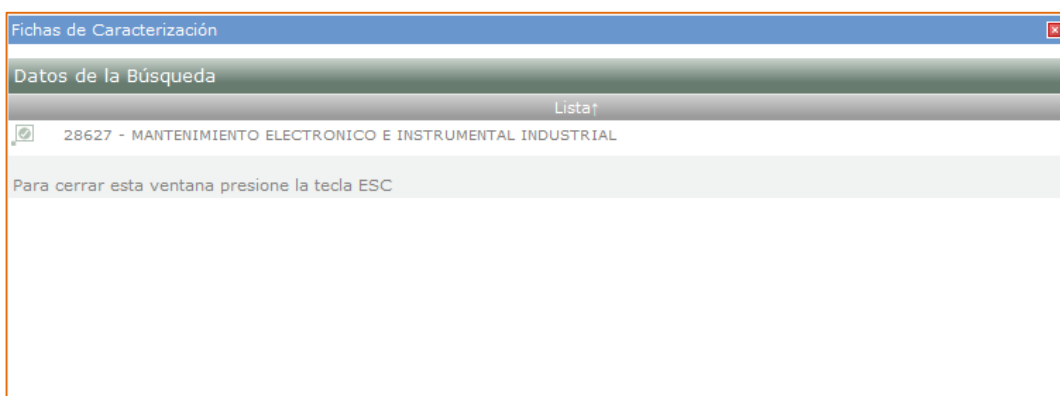 Fichas de Caracterización
Datos de la Búsqueda
Lista↑
28627 - MANTENIMIENTO ELECTRONICO E INSTRUMENTAL INDUSTRIAL
Para cerrar esta ventana presione la tecla ESC